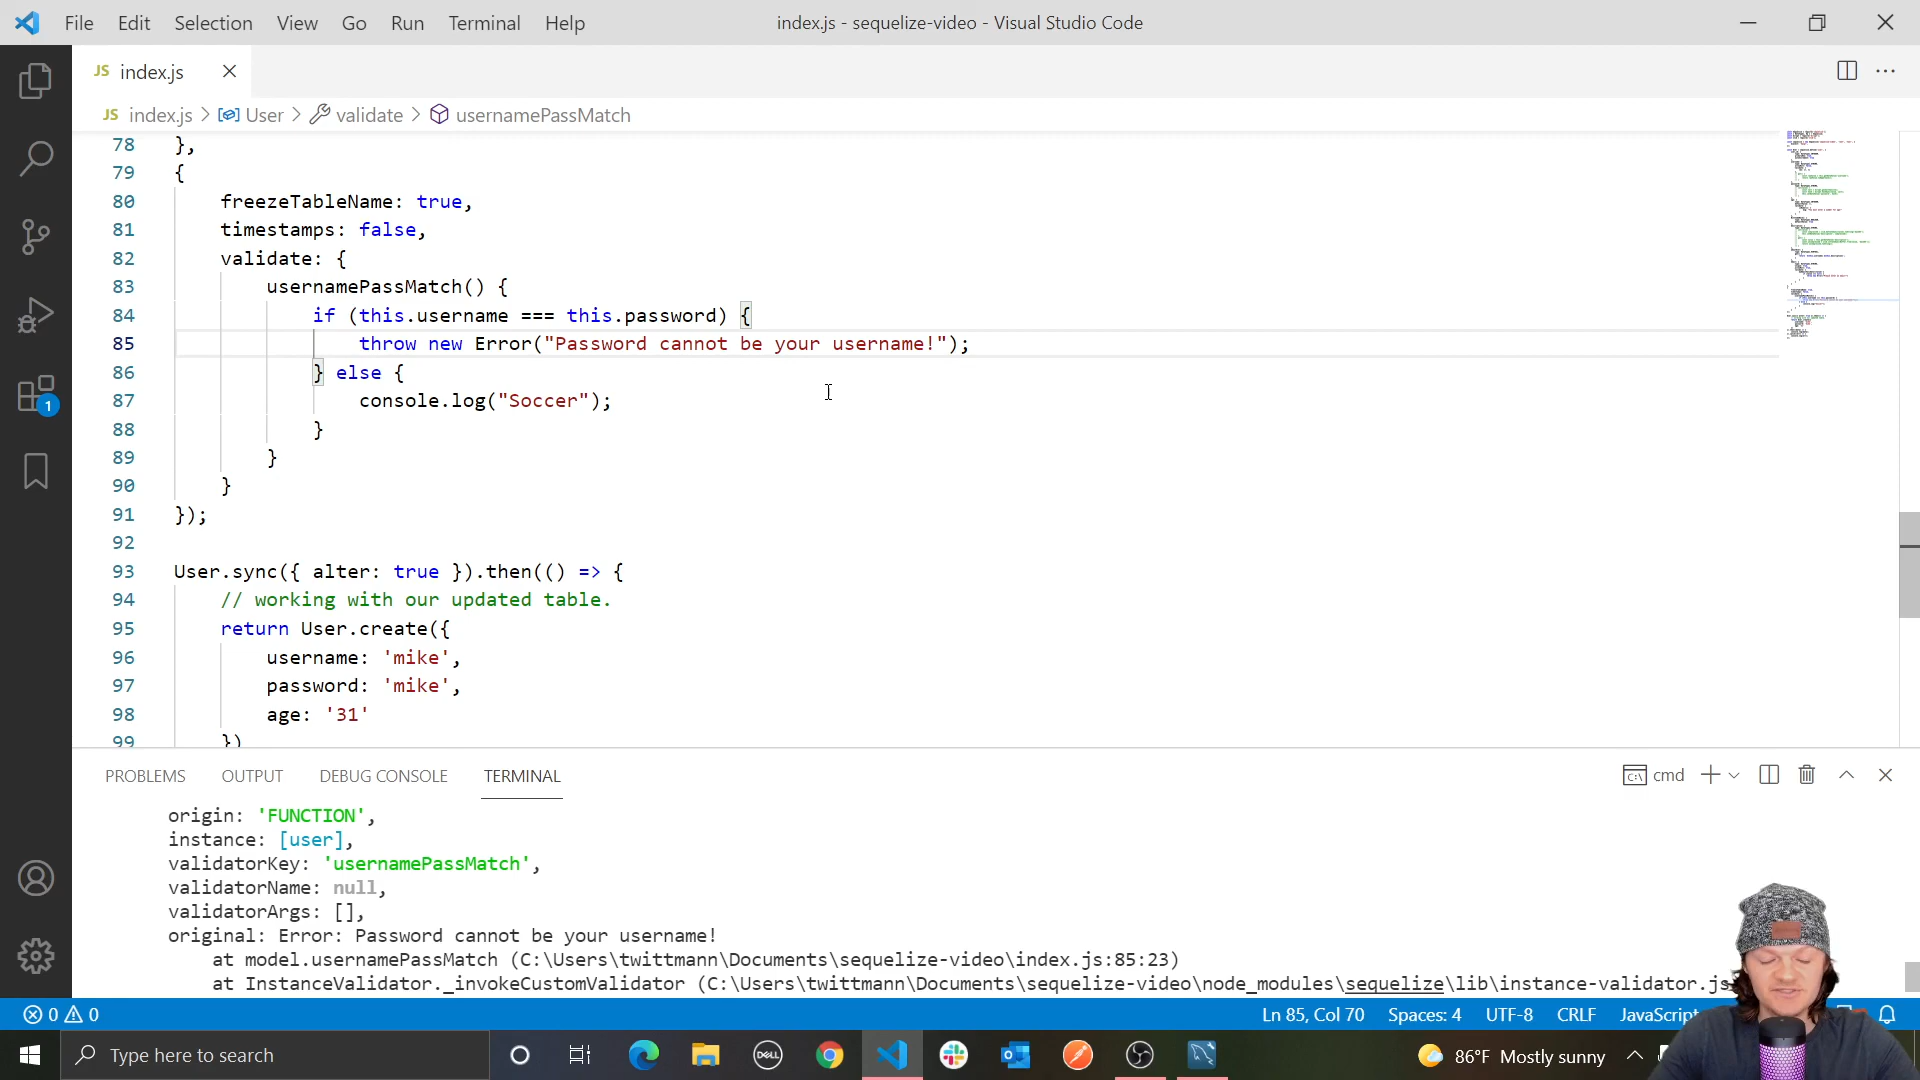 File Edit Selection View Go Run Terminal Help index.js - sequelize-video - Visual Studio Code
JS index.js
JS index.js > User > validate > usernamePassMatch
78 },
79 {
80 freezeTableName: true,
81 timestamps: false,
82 validate: {
83 usernamePassMatch() {
84 if (this.username === this.password) {
85 throw new Error("Password cannot be your username!");
86 } else {
87 console.log("Soccer");
88 }
89 }
90 }
91 });
92
93 User.sync({ alter: true }).then(() => {
94 // working with our updated table.
95 return User.create({
96 username: 'mike',
97 password: 'mike',
98 age: '31'
99 })
1
PROBLEMS OUTPUT DEBUG CONSOLE TERMINAL cmd
origin: 'FUNCTION',
instance: [user],
validatorKey: 'usernamePassMatch',
validatorName: null,
validatorArgs: [],
original: Error: Password cannot be your username!
at model.usernamePassMatch (C:\Users\twittmann\Documents\sequelize-video\index.js:85:23)
at InstanceValidator._invokeCustomValidator (C:\Users\twittmann\Documents\sequelize-video\node_modules\sequelize\lib\instance-validator.js
0 0 Ln 85, Col 70 Spaces: 4 UTF-8 CRLF JavaScript
Type here to search DELL 86°F Mostly sunny